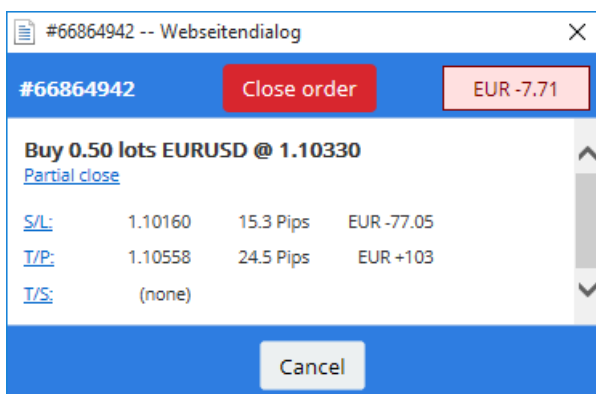 #66864942 -- Webseitendialog
#66864942 Close order EUR -7.71
Buy 0.50 lots EURUSD @ 1.10330
Partial close
S/L: 1.10160 15.3 Pips EUR -77.05
T/P: 1.10558 24.5 Pips EUR +103
T/S: (none)
Cancel